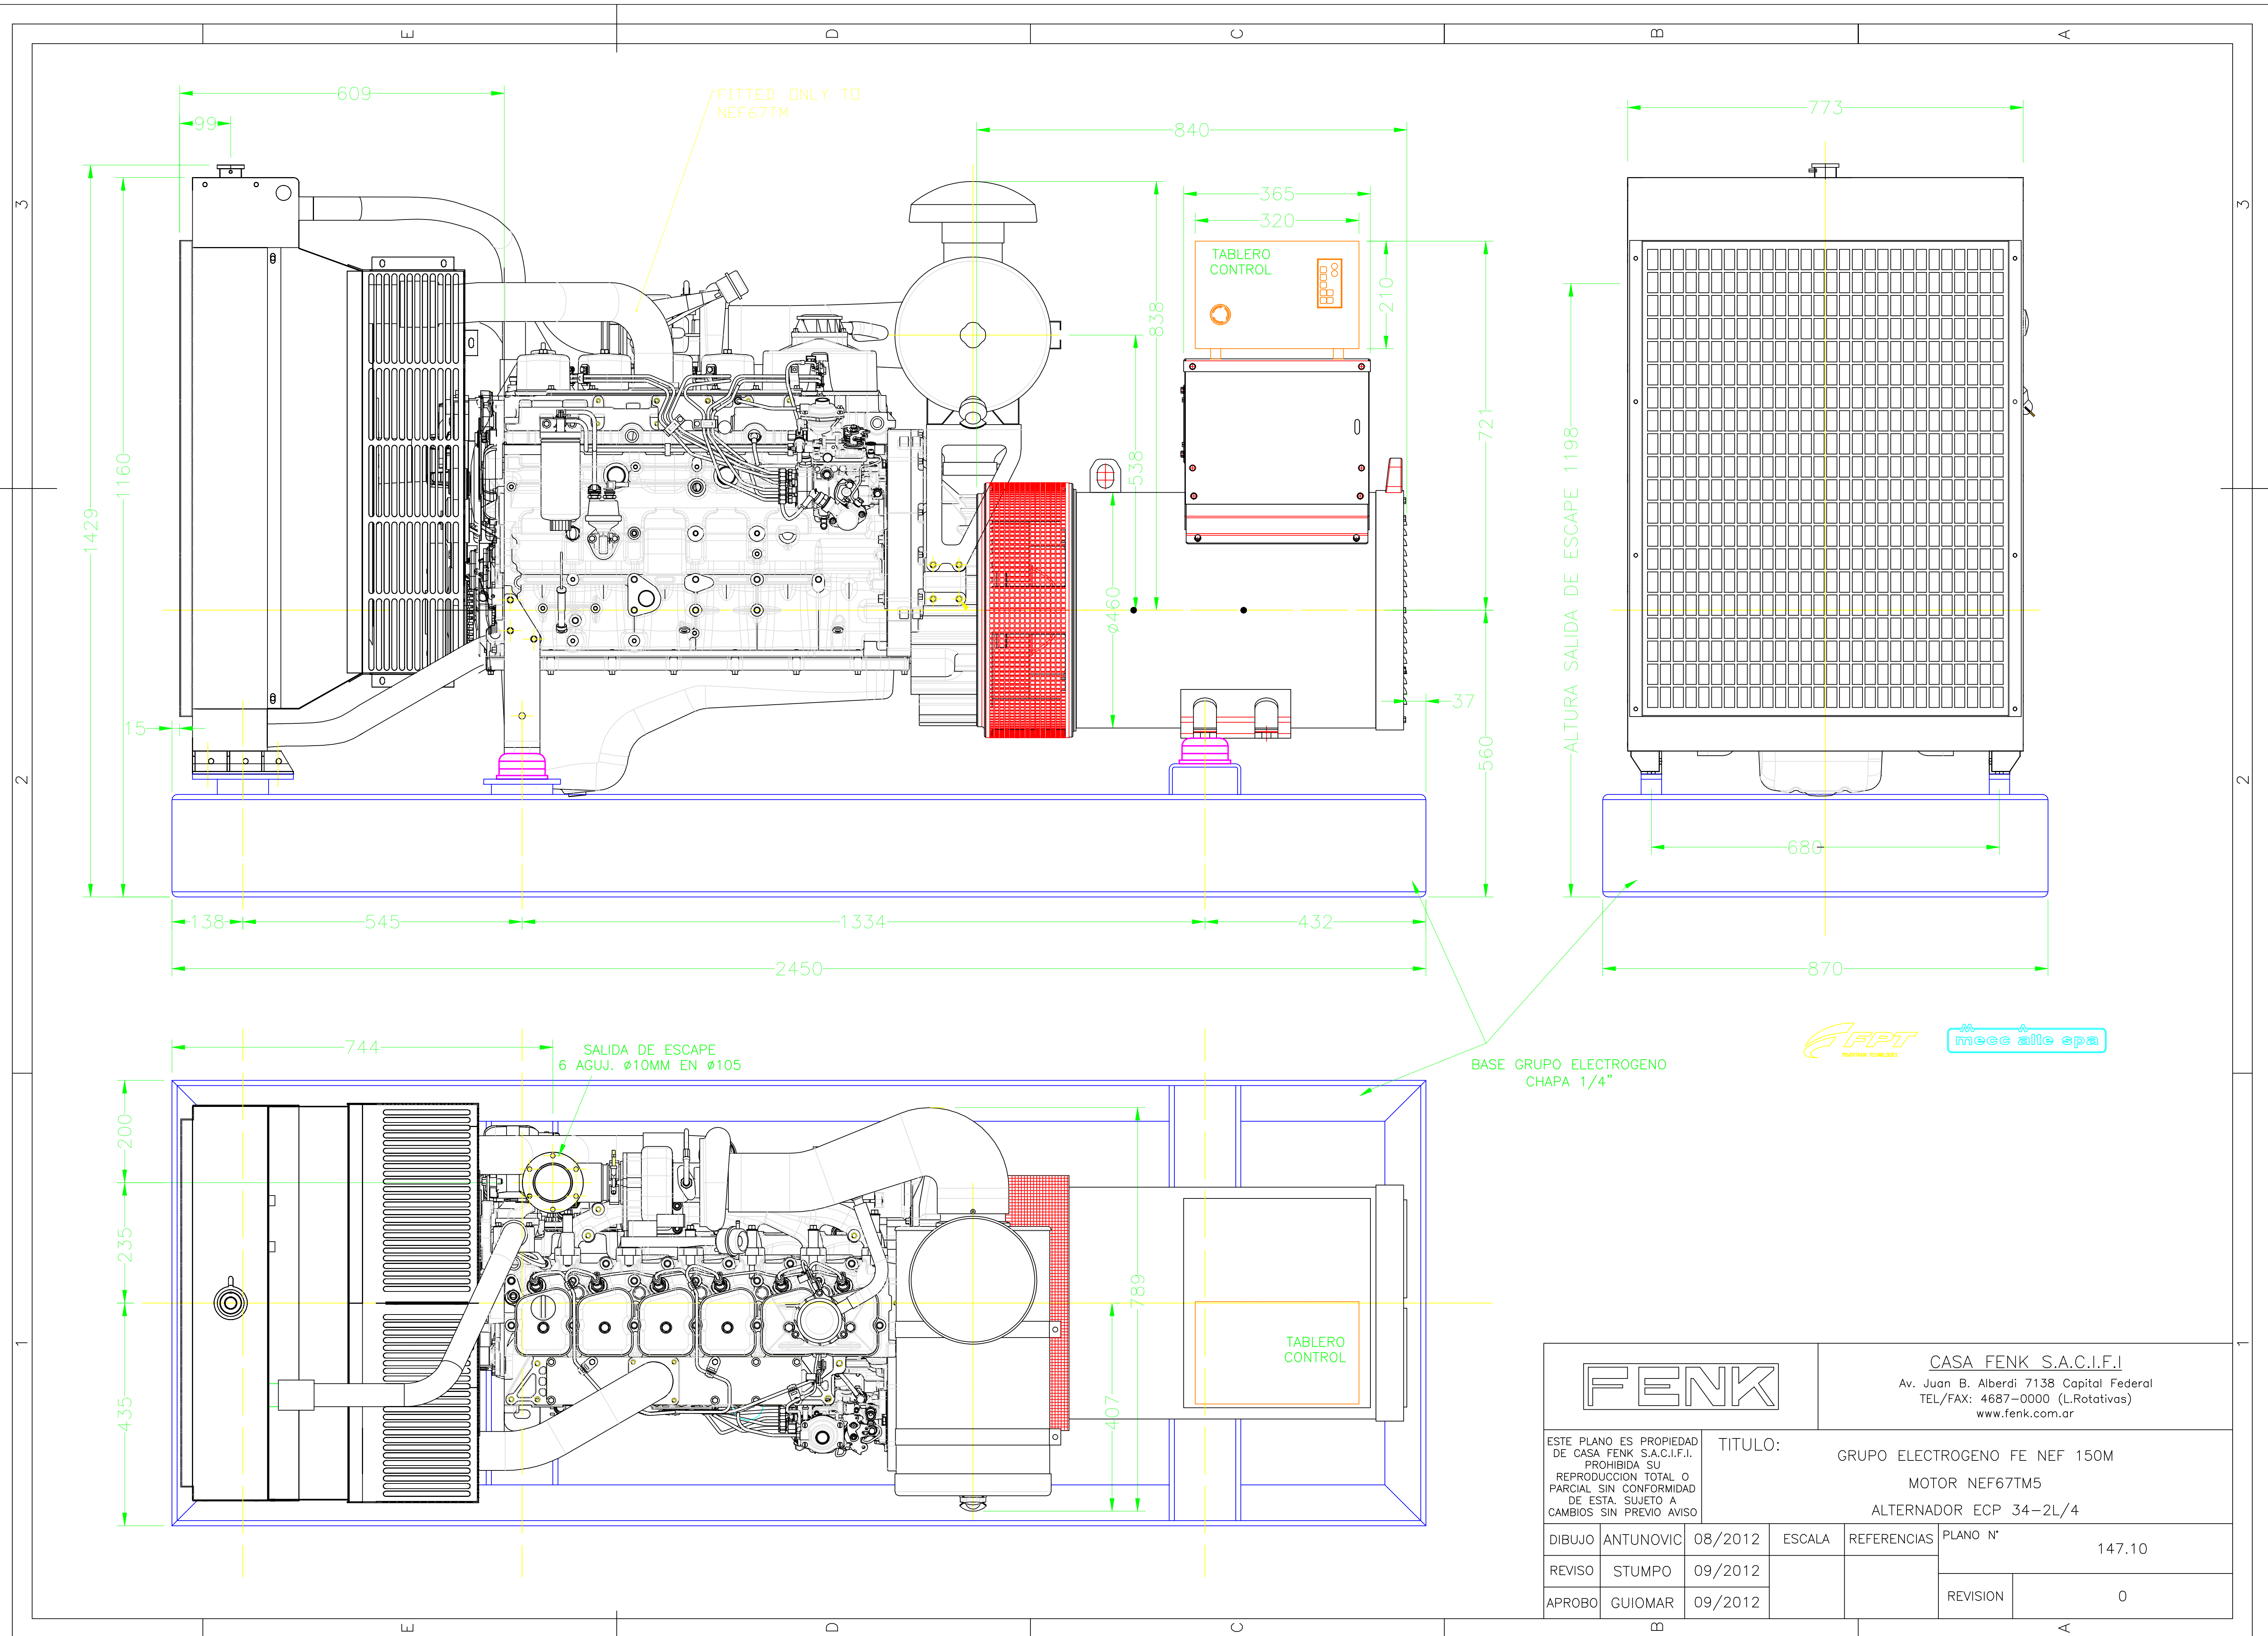 E
D
C
B
A
3
3
609
99
FITTED ONLY TO
NEF67TM
840
773
365
320
TABLERO
CONTROL
210
838
538
721
1429
1160
ALTURA SALIDA DE ESCAPE 1198
ø460
15
37
560
2
2
680
138
545
1334
432
2450
870
744
SALIDA DE ESCAPE
6 AGUJ. ø10MM EN ø105
BASE GRUPO ELECTROGENO
CHAPA 1/4"
FPT
mecc alte spa
200
235
435
789
407
TABLERO
CONTROL
1
1
FENK
CASA FENK S.A.C.I.F.I
Av. Juan B. Alberdi 7138 Capital Federal
TEL/FAX: 4687-0000 (L.Rotativas)
www.fenk.com.ar
ESTE PLANO ES PROPIEDAD
DE CASA FENK S.A.C.I.F.I.
PROHIBIDA SU
REPRODUCCION TOTAL O
PARCIAL SIN CONFORMIDAD
DE ESTA. SUJETO A
CAMBIOS SIN PREVIO AVISO
TITULO:
GRUPO ELECTROGENO FE NEF 150M
MOTOR NEF67TM5
ALTERNADOR ECP 34-2L/4
DIBUJO ANTUNOVIC 08/2012 ESCALA REFERENCIAS PLANO N° 147.10
REVISO STUMPO 09/2012
APROBO GUIOMAR 09/2012 REVISION 0
E
D
C
B
A